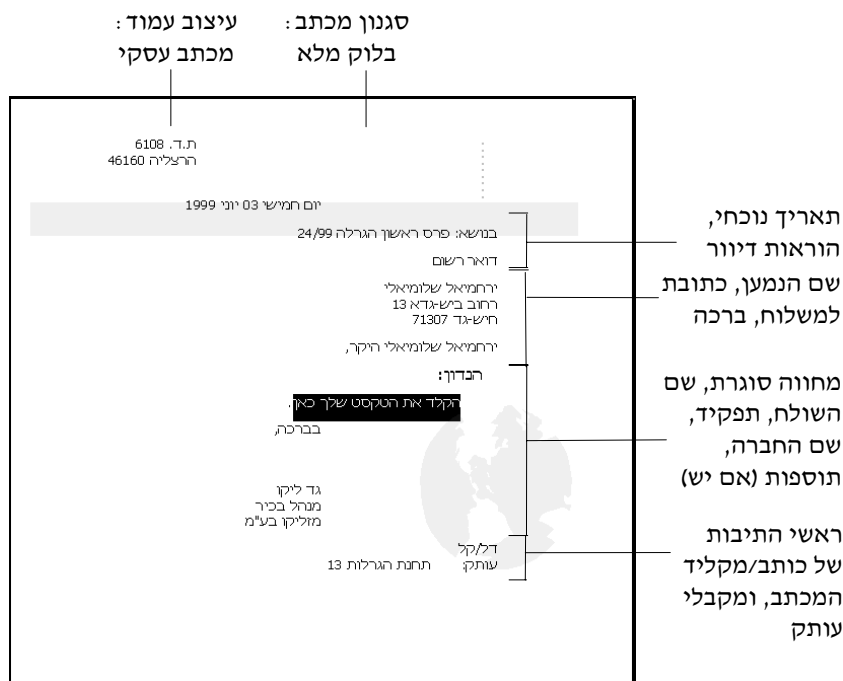 סגנון מכתב:
בלוק מלא
עיצוב עמוד:
מכתב עסקי
ת.ד. 6108
הרצליה 46160
יום חמישי 03 יוני 1999
בנושא: פרס ראשון הגרלה 24/99
דואר רשום
ירחמיאל שלומיאלי
רחוב ביש-גדא 13
חיש-גד 71307
ירחמיאל שלומיאלי היקר,
הנדון:
הקלד את הטקסט שלך כאן.
בברכה,
גד ליקו
מנהל בכיר
מזליקו בע"מ
דל/קל
עותק: תחנת הגרלות 13
תאריך נוכחי,
הוראות דיוור
שם הנמען, כתובת
למשלוח, ברכה
מחווה סוגרת, שם
השולח, תפקיד,
שם החברה,
תוספות (אם יש)
ראשי התיבות
של כותב/מקליד
המכתב, ומקבלי
עותק